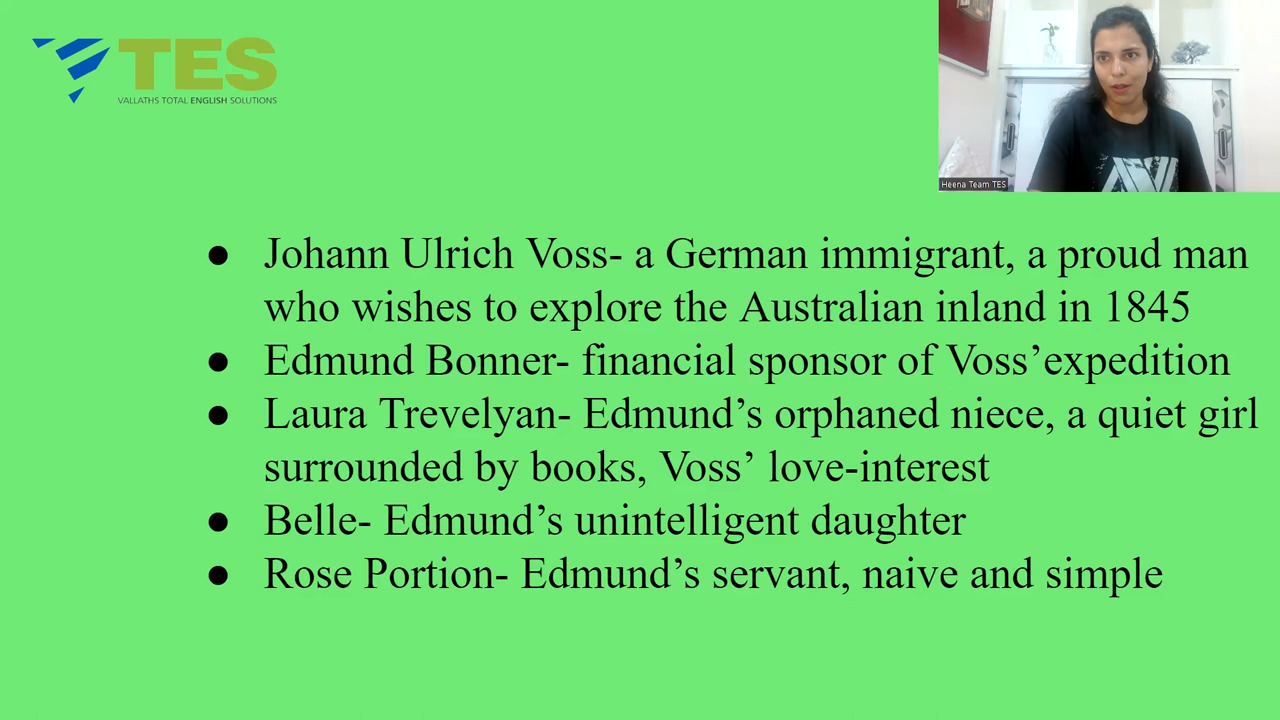 TES
VALLATHS TOTAL ENGLISH SOLUTIONS
Heena Team TES
● Johann Ulrich Voss- a German immigrant, a proud man
who wishes to explore the Australian inland in 1845
● Edmund Bonner- financial sponsor of Voss’expedition
● Laura Trevelyan- Edmund’s orphaned niece, a quiet girl
surrounded by books, Voss’ love-interest
● Belle- Edmund’s unintelligent daughter
● Rose Portion- Edmund’s servant, naive and simple